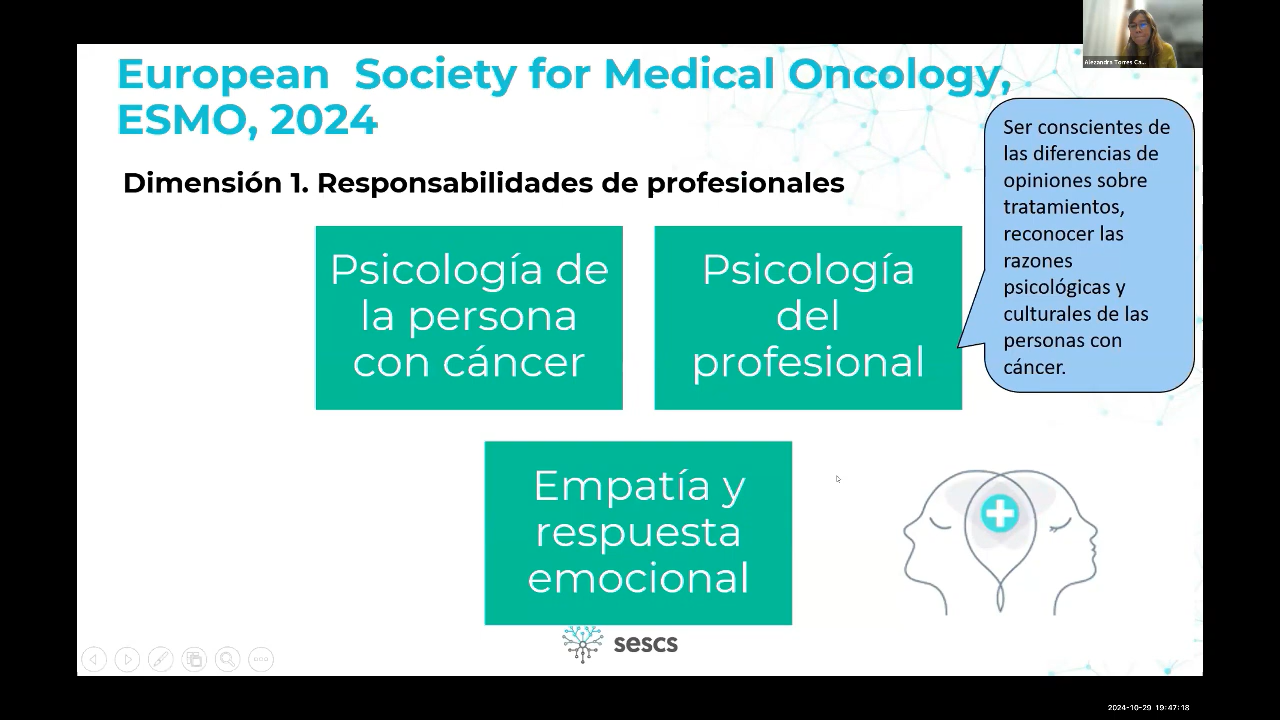 European Society for Medical Oncology,
ESMO, 2024
Dimensión 1. Responsabilidades de profesionales
Psicología de
la persona
con cáncer
Psicología
del
profesional
Ser conscientes de
las diferencias de
opiniones sobre
tratamientos,
reconocer las
razones
psicológicas y
culturales de las
personas con
cáncer.
Empatía y
respuesta
emocional
sescs
Alezandra Torres Ca...
2024-10-29 19:47:18